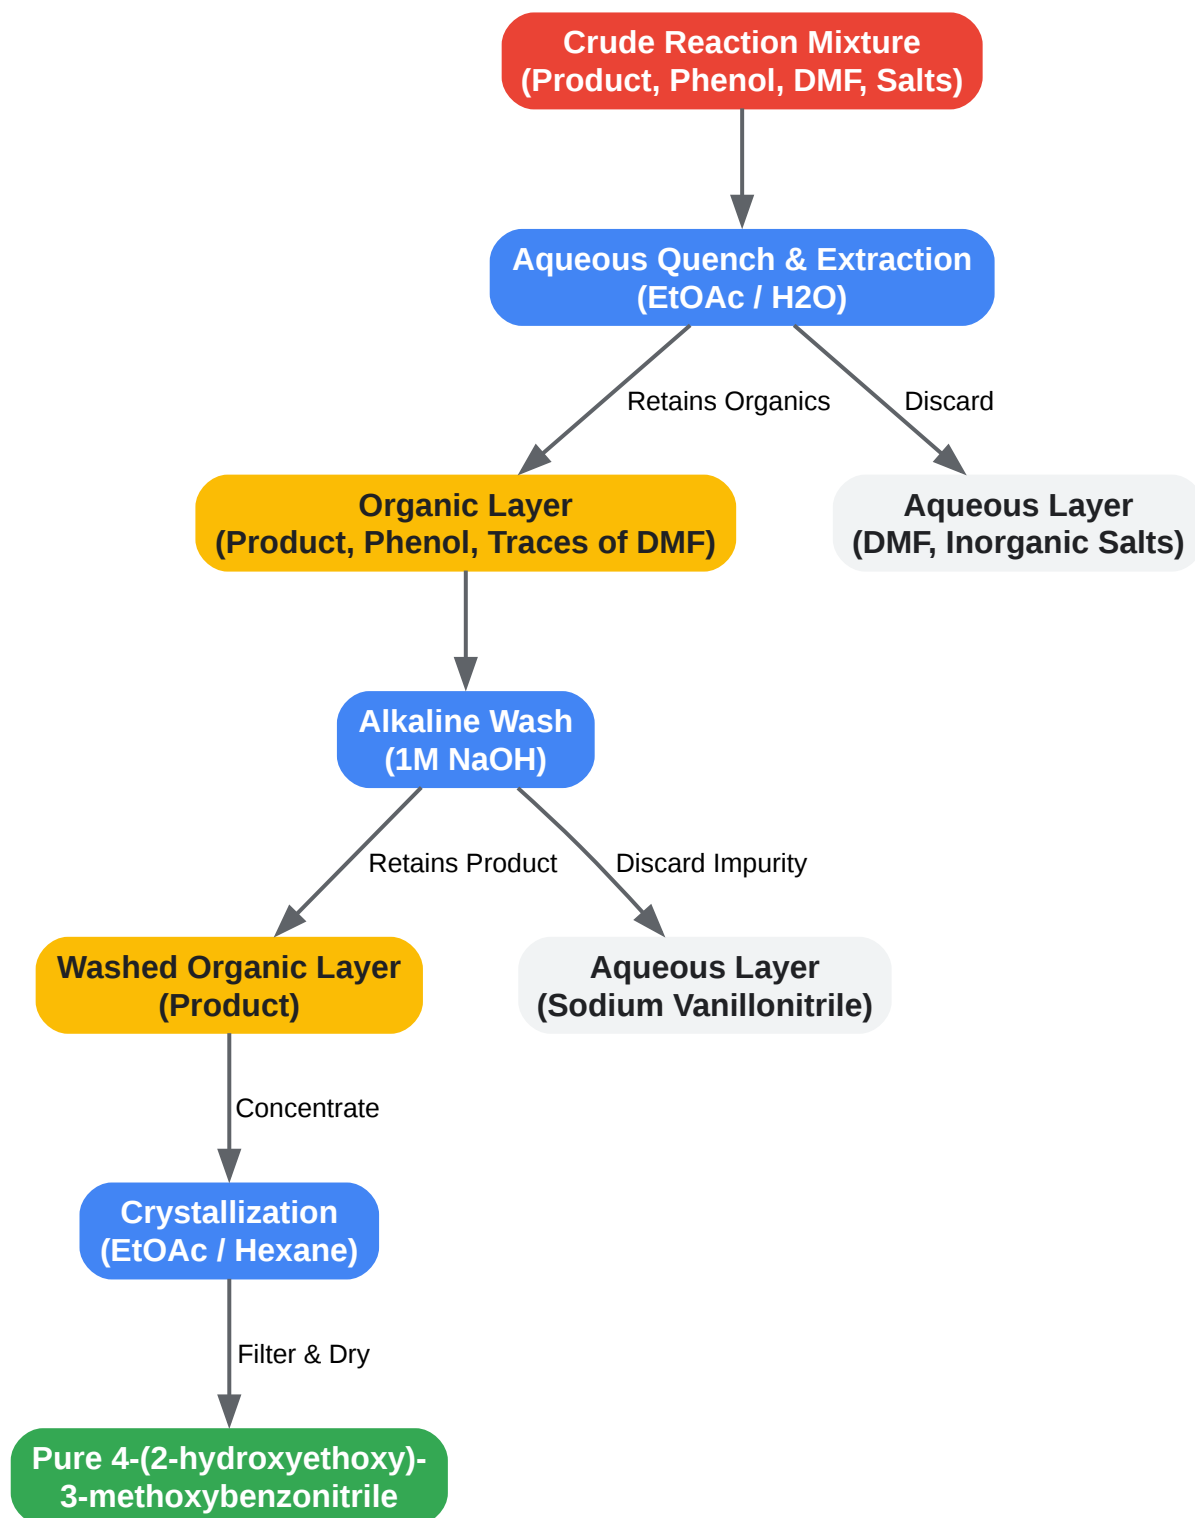 Crude Reaction Mixture
(Product, Phenol, DMF, Salts)
Aqueous Quench & Extraction
(EtOAc / H2O)
Retains Organics
Discard
Organic Layer
(Product, Phenol, Traces of DMF)
Aqueous Layer
(DMF, Inorganic Salts)
Alkaline Wash
(1M NaOH)
Retains Product
Discard Impurity
Washed Organic Layer
(Product)
Aqueous Layer
(Sodium Vanillonitrile)
Concentrate
Crystallization
(EtOAc / Hexane)
Filter & Dry
Pure 4-(2-hydroxyethoxy)-
3-methoxybenzonitrile